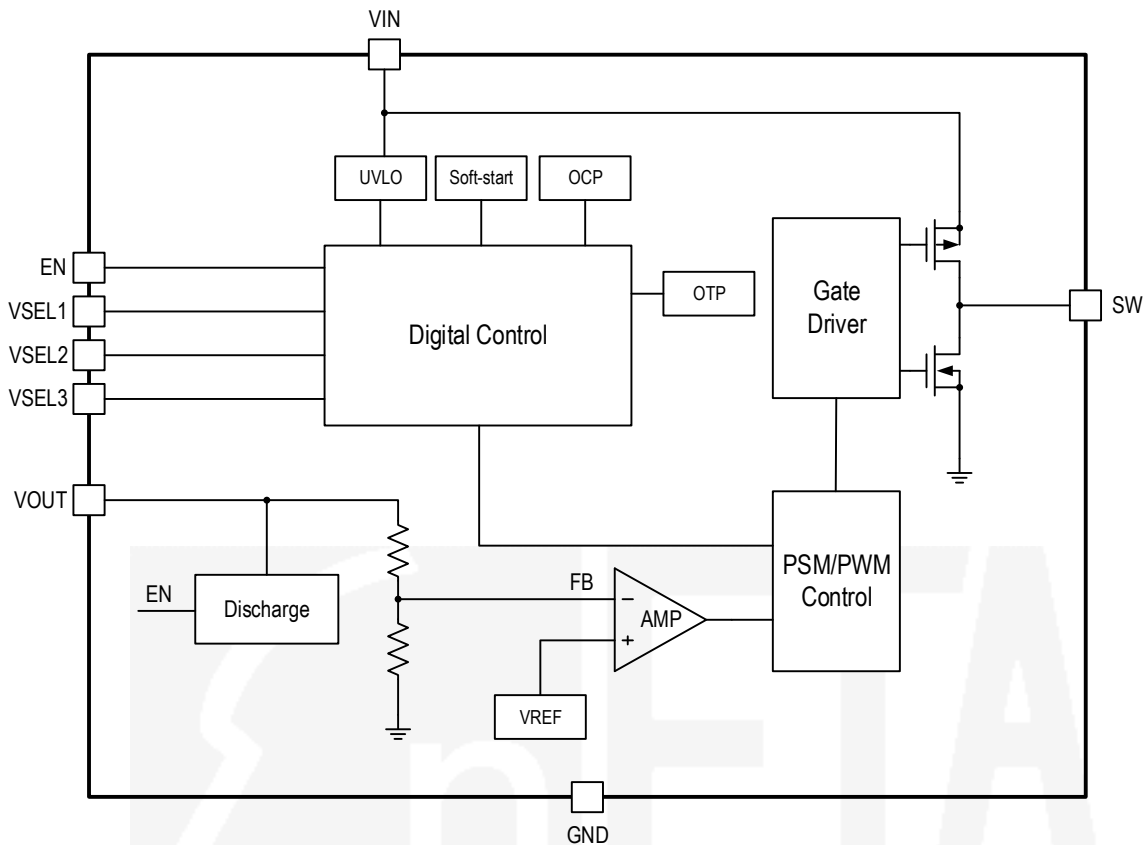 VIN
UVLO
Soft-start
OCP
EN
VSEL1
VSEL2
VSEL3
Digital Control
OTP
Gate
Driver
SW
VOUT
EN
Discharge
FB
−
+
AMP
VREF
PSM/PWM
Control
GND